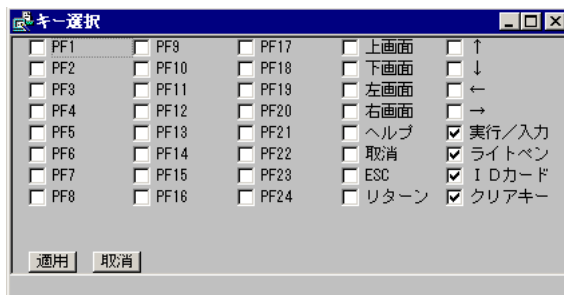 キー選択
PF1 PF9 PF17 上画面 ↑
PF2 PF10 PF18 下画面 ↓
PF3 PF11 PF19 左画面 ←
PF4 PF12 PF20 右画面 →
PF5 PF13 PF21 ヘルプ 実行／入力
PF6 PF14 PF22 取消 ライトペン
PF7 PF15 PF23 ESC ＩＤカード
PF8 PF16 PF24 リターン クリアキー
適用 取消